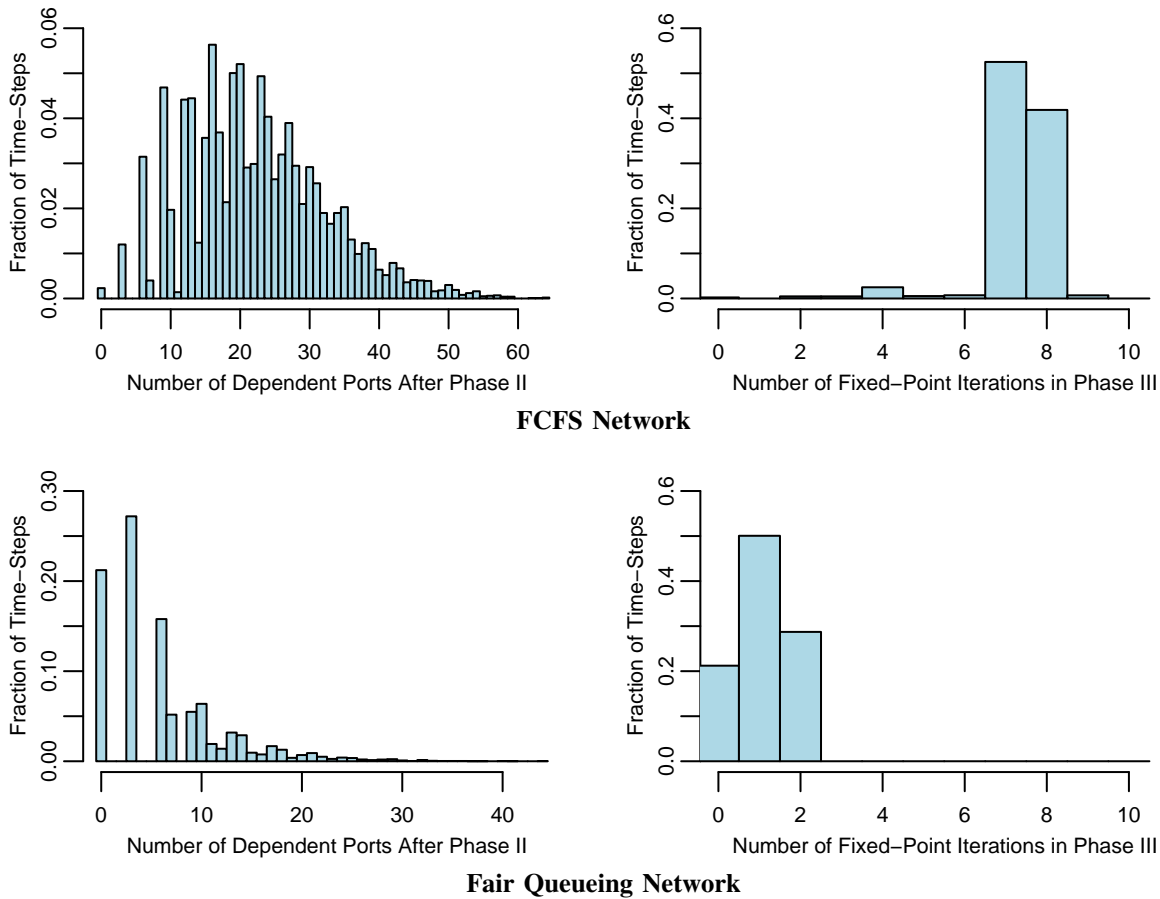 Fraction of Time−Steps
0.00 0.02 0.04 0.06
0 10 20 30 40 50 60
Number of Dependent Ports After Phase II
Fraction of Time−Steps
0.0 0.2 0.4 0.6
0 2 4 6 8 10
Number of Fixed−Point Iterations in Phase III
FCFS Network
Fraction of Time−Steps
0.00 0.10 0.20 0.30
0 10 20 30 40
Number of Dependent Ports After Phase II
Fraction of Time−Steps
0.0 0.2 0.4 0.6
0 2 4 6 8 10
Number of Fixed−Point Iterations in Phase III
Fair Queueing Network